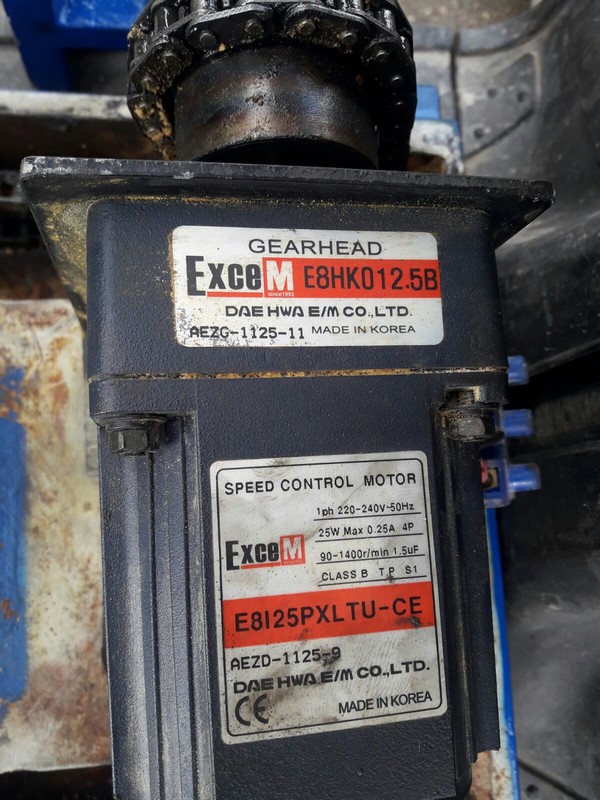 GEARHEAD
ExceM E8HK012.5B
since1993
DAE HWA E/M CO.,LTD.
AEZG-1125-11 MADE IN KOREA
SPEED CONTROL MOTOR
1ph 220-240V-50Hz
25W Max 0.25A 4P
ExceM
90-1400r/min 1.5uF
CLASS B T P S1
E8I25PXLTU-CE
AEZD-1125-9
DAE HWA E/M CO.,LTD.
CE MADE IN KOREA